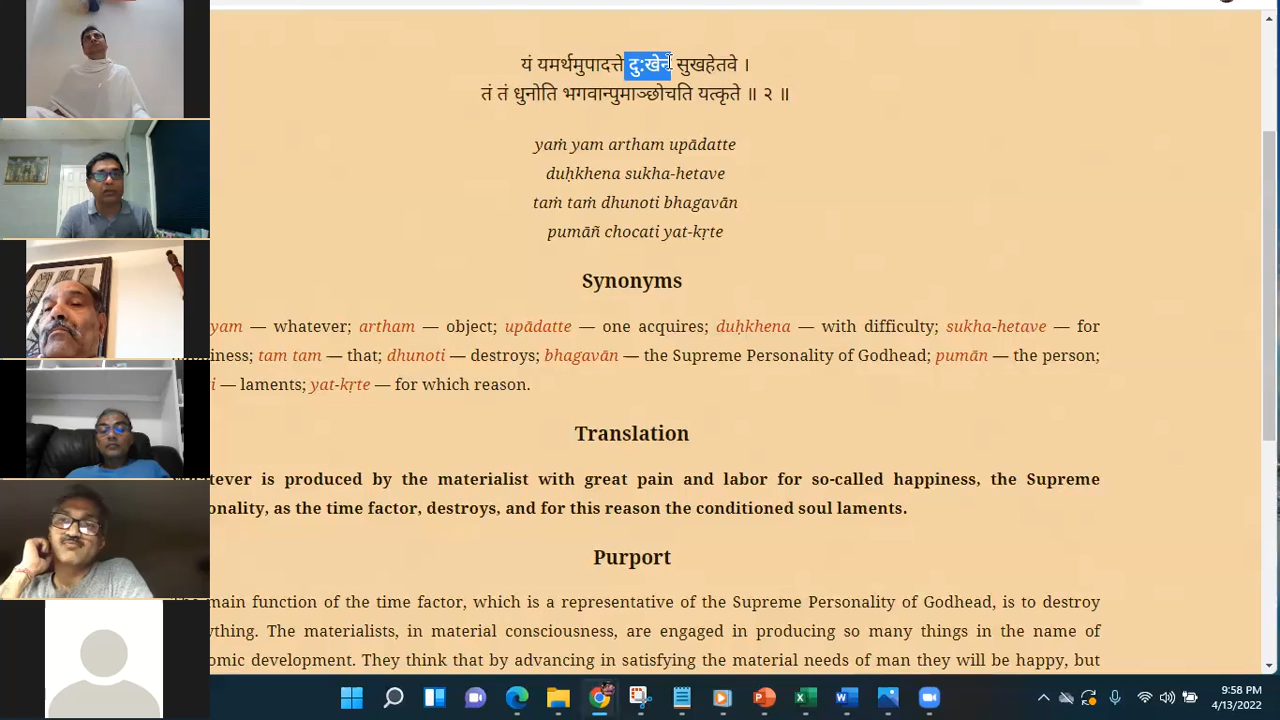 यं यमर्थमुपादत्ते दु:खेन सुखहेतवे ।
तं तं धुनोति भगवान्पुमाञ्छोचति यत्कृते ॥ २ ॥
yaṁ yam artham upādatte
duḥkhena sukha-hetave
taṁ taṁ dhunoti bhagavān
pumāñ chocati yat-kṛte
Synonyms
yam — whatever; artham — object; upādatte — one acquires; duḥkhena — with difficulty; sukha-hetave — for
iness; tam tam — that; dhunoti — destroys; bhagavān — the Supreme Personality of Godhead; pumān — the person;
i — laments; yat-kṛte — for which reason.
Translation
tever is produced by the materialist with great pain and labor for so-called happiness, the Supreme
onality, as the time factor, destroys, and for this reason the conditioned soul laments.
Purport
main function of the time factor, which is a representative of the Supreme Personality of Godhead, is to destroy
ything. The materialists, in material consciousness, are engaged in producing so many things in the name of
omic development. They think that by advancing in satisfying the material needs of man they will be happy, but
9:58 PM
4/13/2022